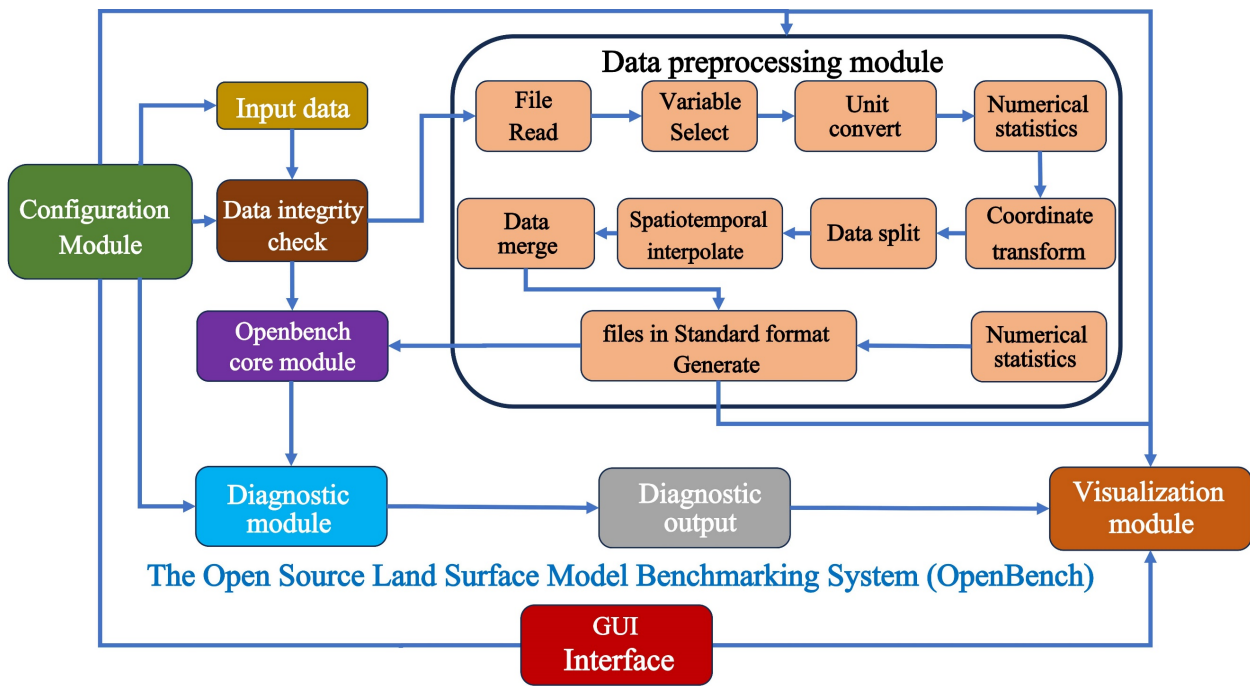 Data preprocessing module
Input data
File
Read
Variable
Select
Unit
convert
Numerical
statistics
Configuration
Module
Data integrity
check
Data
merge
Spatiotemporal
interpolate
Data split
Coordinate
transform
Openbench
core module
files in Standard format
Generate
Numerical
statistics
Diagnostic
module
Diagnostic
output
Visualization
module
The Open Source Land Surface Model Benchmarking System (OpenBench)
GUI
Interface